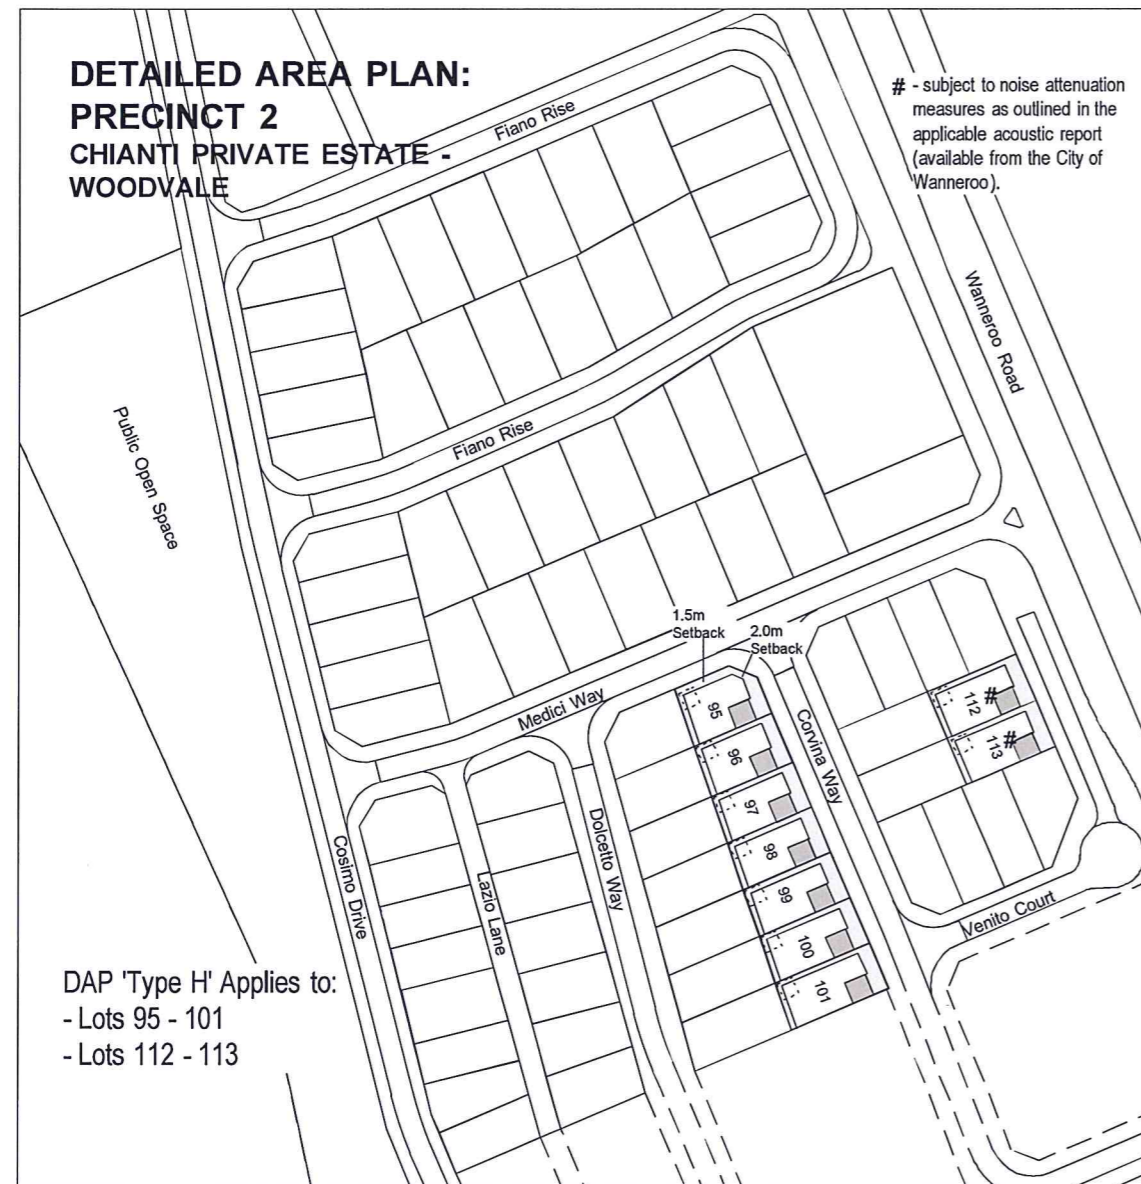 DETAILED AREA PLAN:
PRECINCT 2
CHIANTI PRIVATE ESTATE -
WOODVALE
# - subject to noise attenuation
measures as outlined in the
applicable acoustic report
(available from the City of
Wanneroo).
Fiano Rise
Wanneroo Road
Public Open Space
Fiano Rise
1.5m
Setback
2.0m
Setback
Medici Way
95
96
97
98
99
100
101
112
#
113
#
Corvina Way
Dolcetto Way
Cosimo Drive
Lazio Lane
Venito Court
DAP 'Type H' Applies to:
- Lots 95 - 101
- Lots 112 - 113